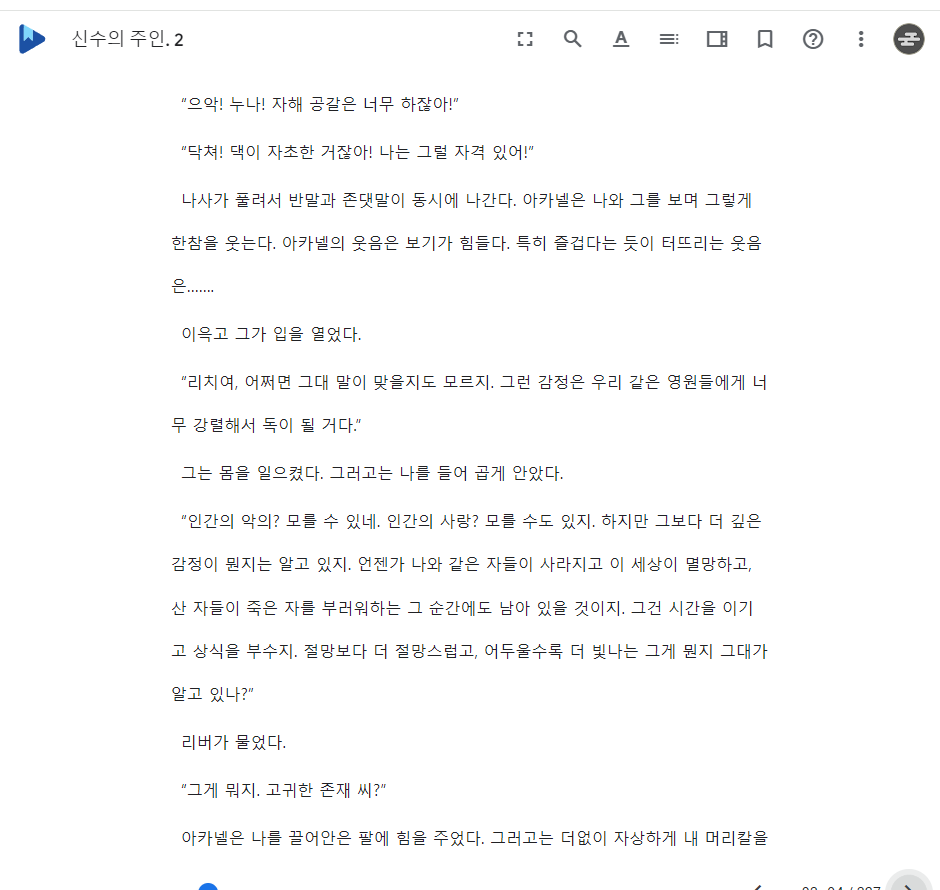 신수의 주인. 2
“으악! 누나! 자해 공갈은 너무 하잖아!”
“닥쳐! 댁이 자초한 거잖아! 나는 그럴 자격 있어!”
나사가 풀려서 반말과 존댓말이 동시에 나간다. 아카넬은 나와 그를 보며 그렇게
한참을 웃는다. 아카넬의 웃음은 보기가 힘들다. 특히 즐겁다는 듯이 터뜨리는 웃음
은.......
이윽고 그가 입을 열었다.
“리치여, 어쩌면 그대 말이 맞을지도 모르지. 그런 감정은 우리 같은 영원들에게 너
무 강렬해서 독이 될 거다.”
그는 몸을 일으켰다. 그러고는 나를 들어 곱게 안았다.
“인간의 악의? 모를 수 있네. 인간의 사랑? 모를 수도 있지. 하지만 그보다 더 깊은
감정이 뭔지는 알고 있지. 언젠가 나와 같은 자들이 사라지고 이 세상이 멸망하고,
산 자들이 죽은 자를 부러워하는 그 순간에도 남아 있을 것이지. 그건 시간을 이기
고 상식을 부수지. 절망보다 더 절망스럽고, 어두울수록 더 빛나는 그게 뭔지 그대가
알고 있나?”
리버가 물었다.
“그게 뭐지. 고귀한 존재 씨?”
아카넬은 나를 끌어안은 팔에 힘을 주었다. 그러고는 더없이 자상하게 내 머리칼을